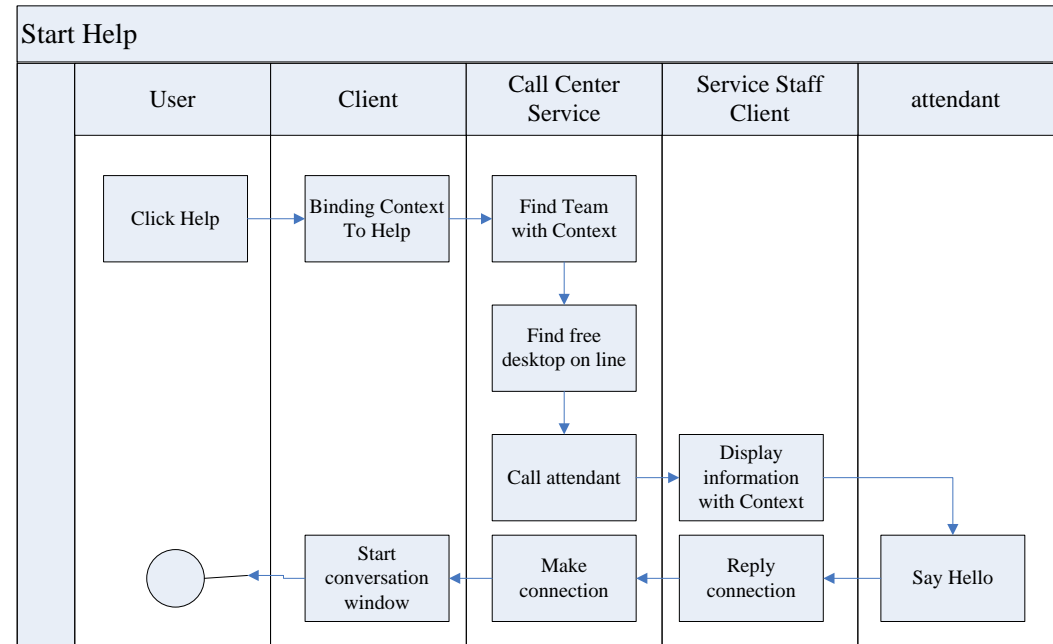 Start Help
User
Client
Call Center
Service
Service Staff
Client
attendant
Click Help
Binding Context
To Help
Find Team
with Context
Find free
desktop on line
Call attendant
Display
information
with Context
Start
conversation
window
Make
connection
Reply
connection
Say Hello